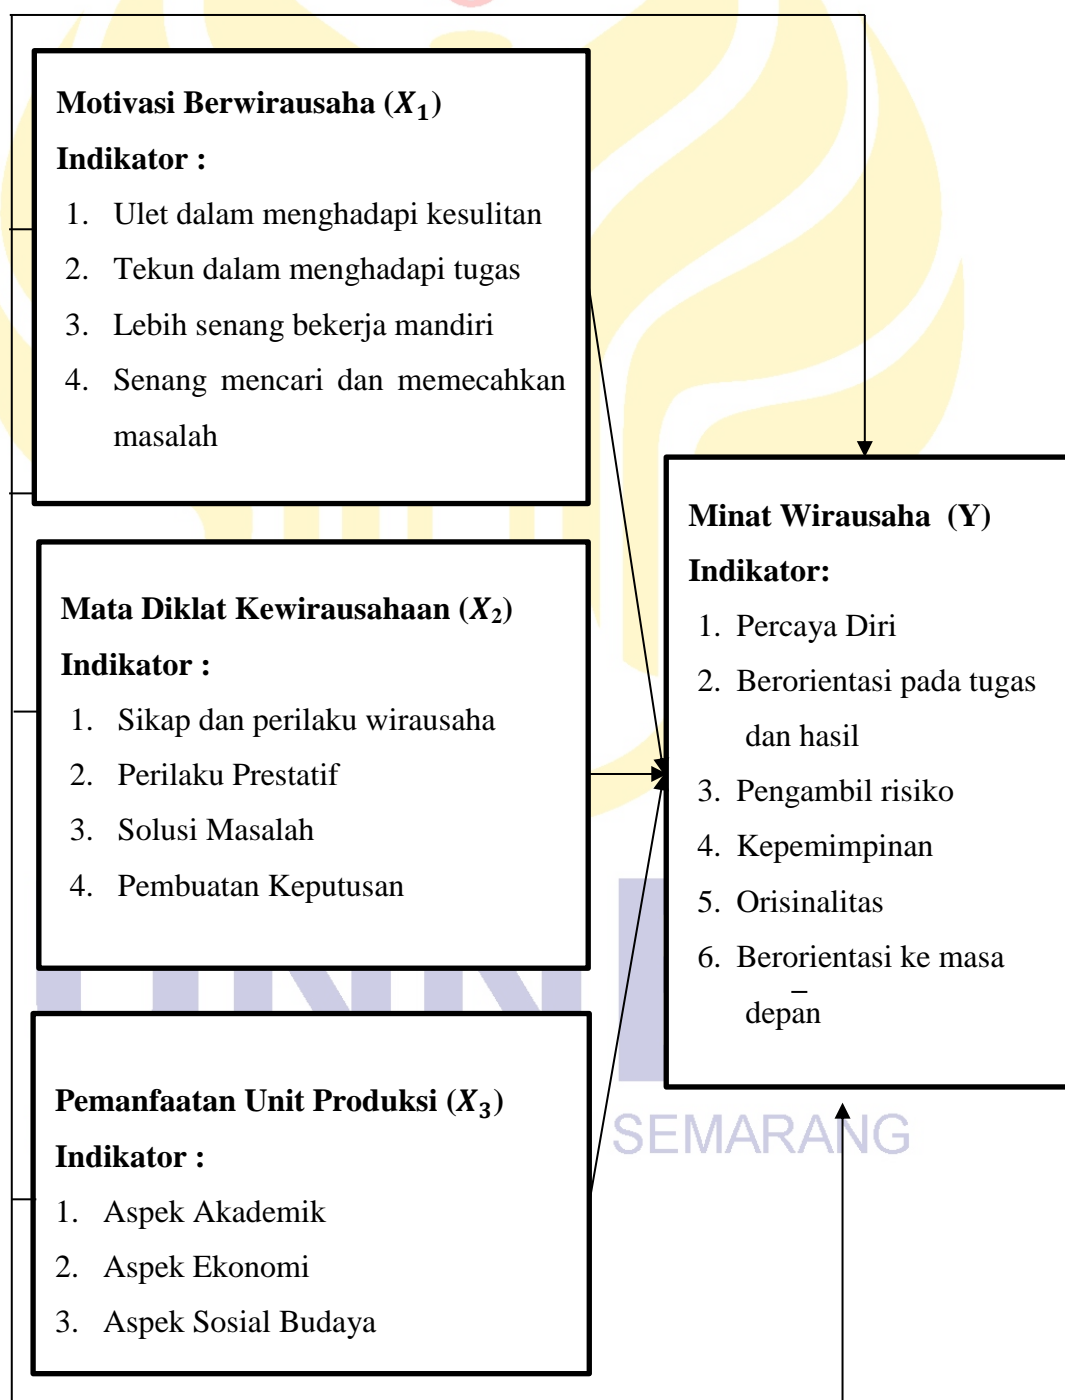 Motivasi Berwirausaha (X₁)
Indikator :
1. Ulet dalam menghadapi kesulitan
2. Tekun dalam menghadapi tugas
3. Lebih senang bekerja mandiri
4. Senang mencari dan memecahkan
masalah
Mata Diklat Kewirausahaan (X₂)
Indikator :
1. Sikap dan perilaku wirausaha
2. Perilaku Prestatif
3. Solusi Masalah
4. Pembuatan Keputusan
Pemanfaatan Unit Produksi (X₃)
Indikator :
1. Aspek Akademik
2. Aspek Ekonomi
3. Aspek Sosial Budaya
Minat Wirausaha (Y)
Indikator:
1. Percaya Diri
2. Berorientasi pada tugas
dan hasil
3. Pengambil risiko
4. Kepemimpinan
5. Orisinalitas
6. Berorientasi ke masa
depan
SEMARANG